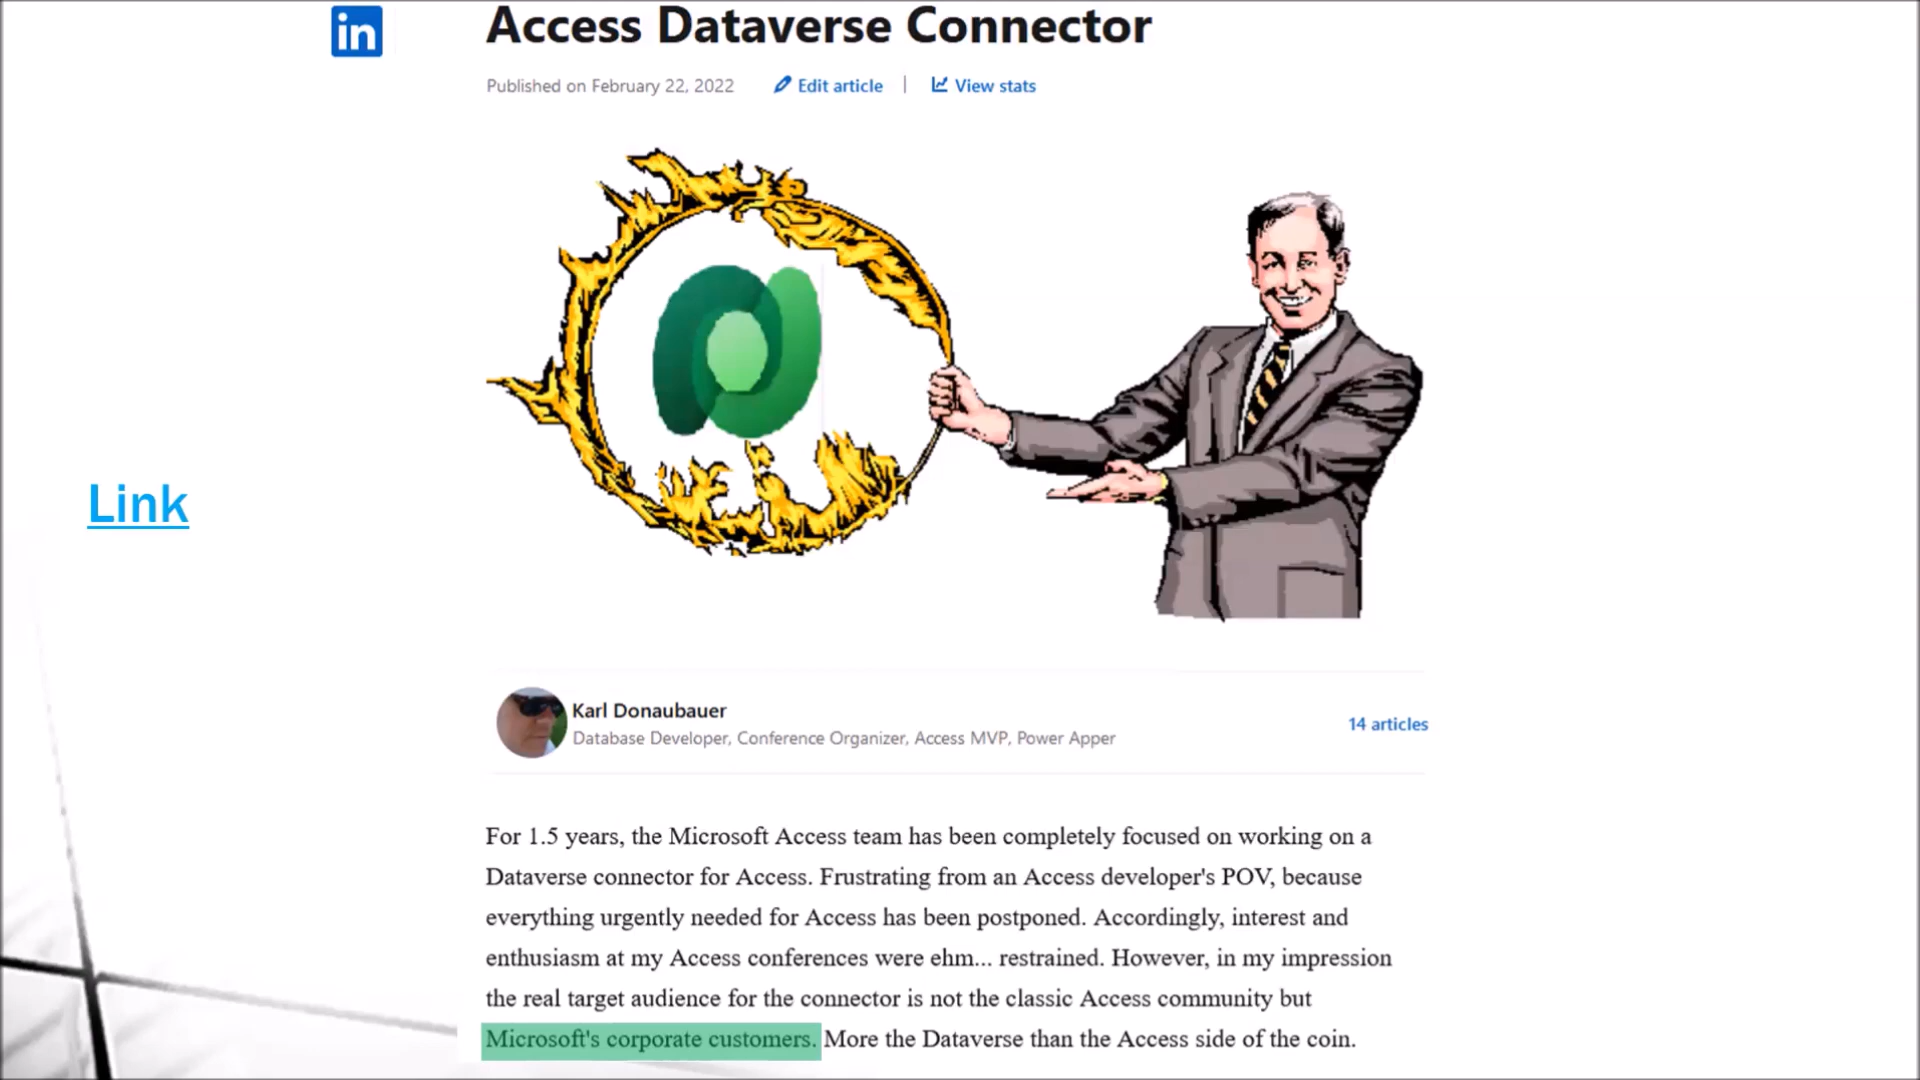 in
Access Dataverse Connector
Published on February 22, 2022 Edit article | View stats
Link
Karl Donaubauer
Database Developer, Conference Organizer, Access MVP, Power Apper
14 articles
For 1.5 years, the Microsoft Access team has been completely focused on working on a
Dataverse connector for Access. Frustrating from an Access developer's POV, because
everything urgently needed for Access has been postponed. Accordingly, interest and
enthusiasm at my Access conferences were ehm... restrained. However, in my impression
the real target audience for the connector is not the classic Access community but
Microsoft's corporate customers. More the Dataverse than the Access side of the coin.